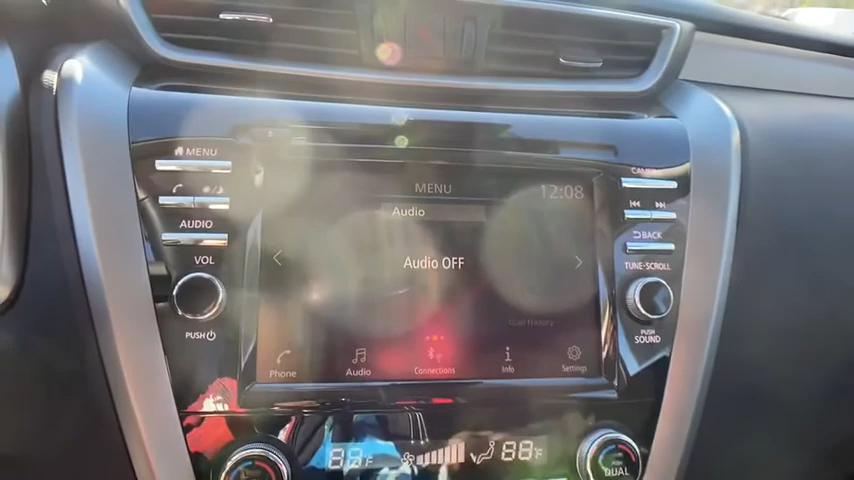 MENU
CAMERA
MENU
12:08
Audio
AUDIO
BACK
VOL
Audio OFF
TUNE·SCROLL
PUSH
PUSH
SOUND
Call History
Phone
Audio
Connections
Info
Settings
88°F
88°F
PUSH
DUAL